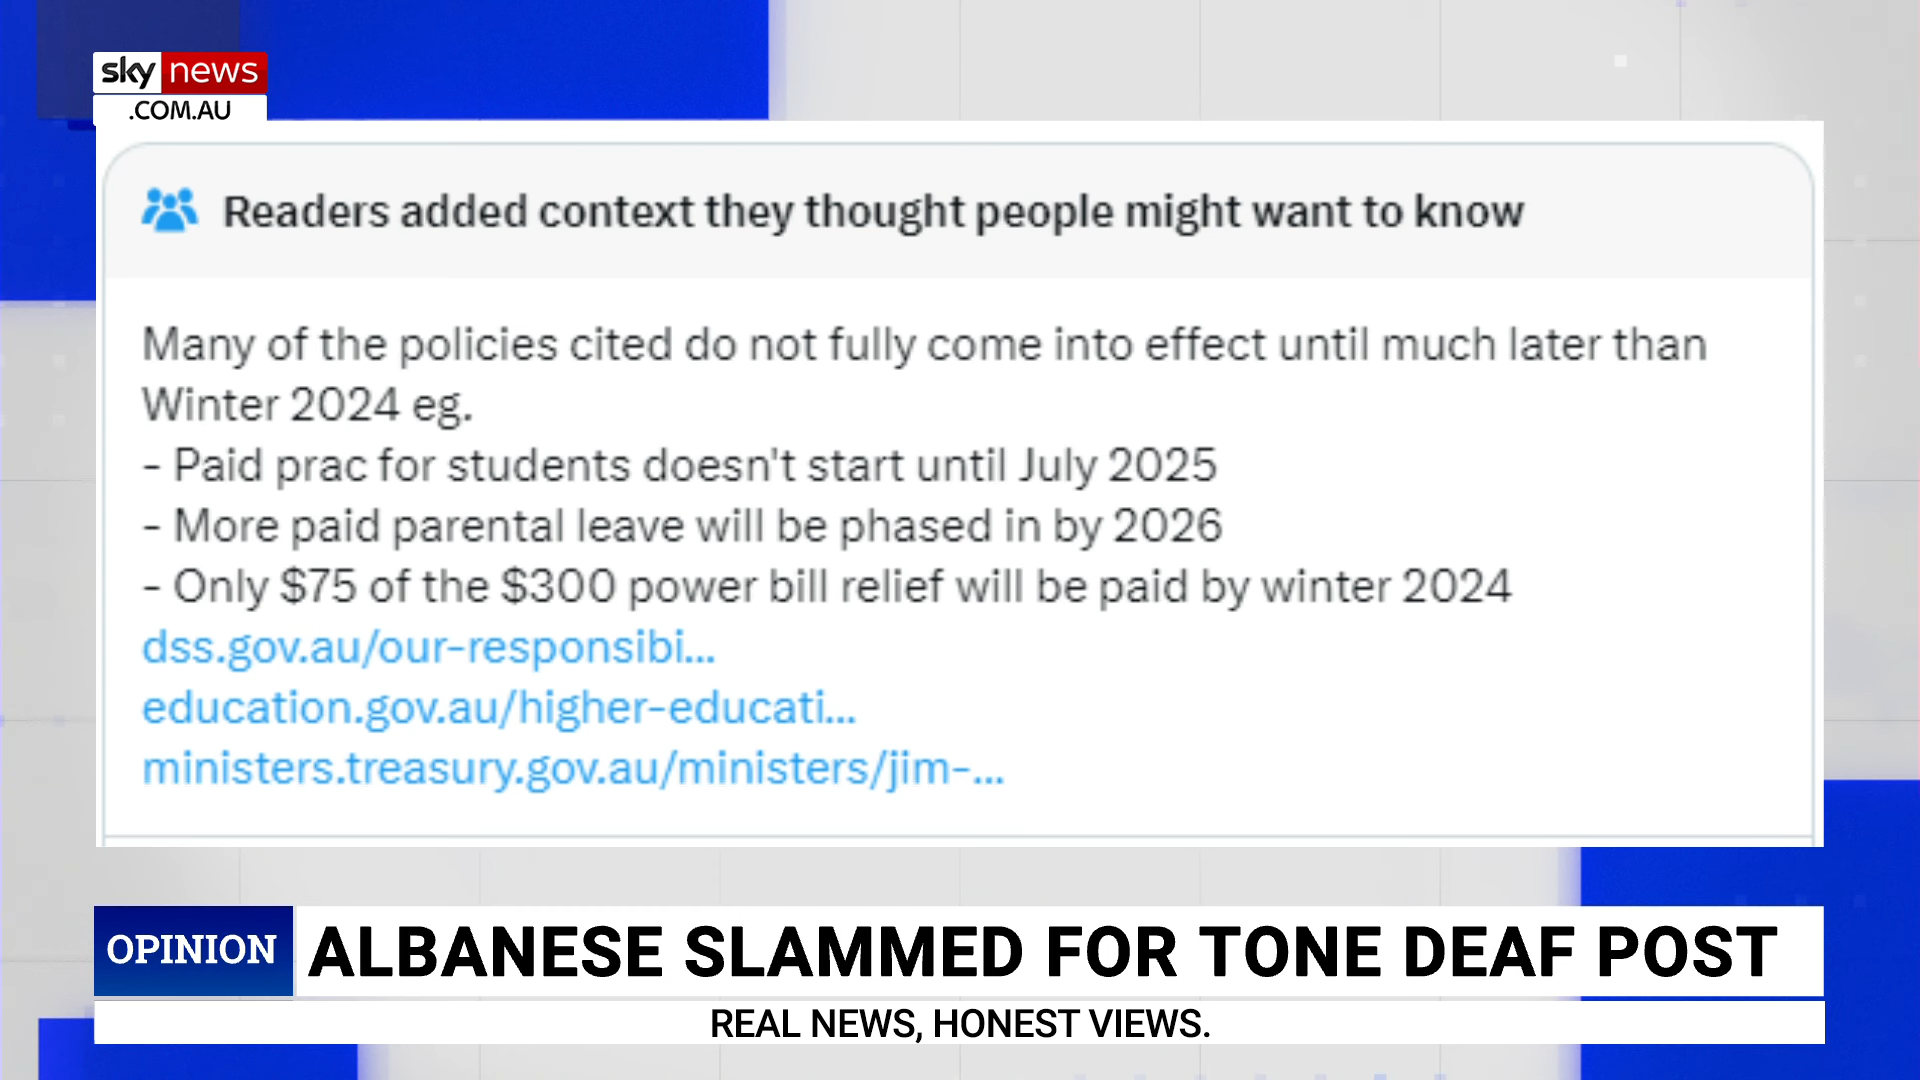 sky news
.COM.AU
Readers added context they thought people might want to know
Many of the policies cited do not fully come into effect until much later than
Winter 2024 eg.
- Paid prac for students doesn't start until July 2025
- More paid parental leave will be phased in by 2026
- Only $75 of the $300 power bill relief will be paid by winter 2024
dss.gov.au/our-responsibi...
education.gov.au/higher-educati...
ministers.treasury.gov.au/ministers/jim-...
OPINION ALBANESE SLAMMED FOR TONE DEAF POST
REAL NEWS, HONEST VIEWS.